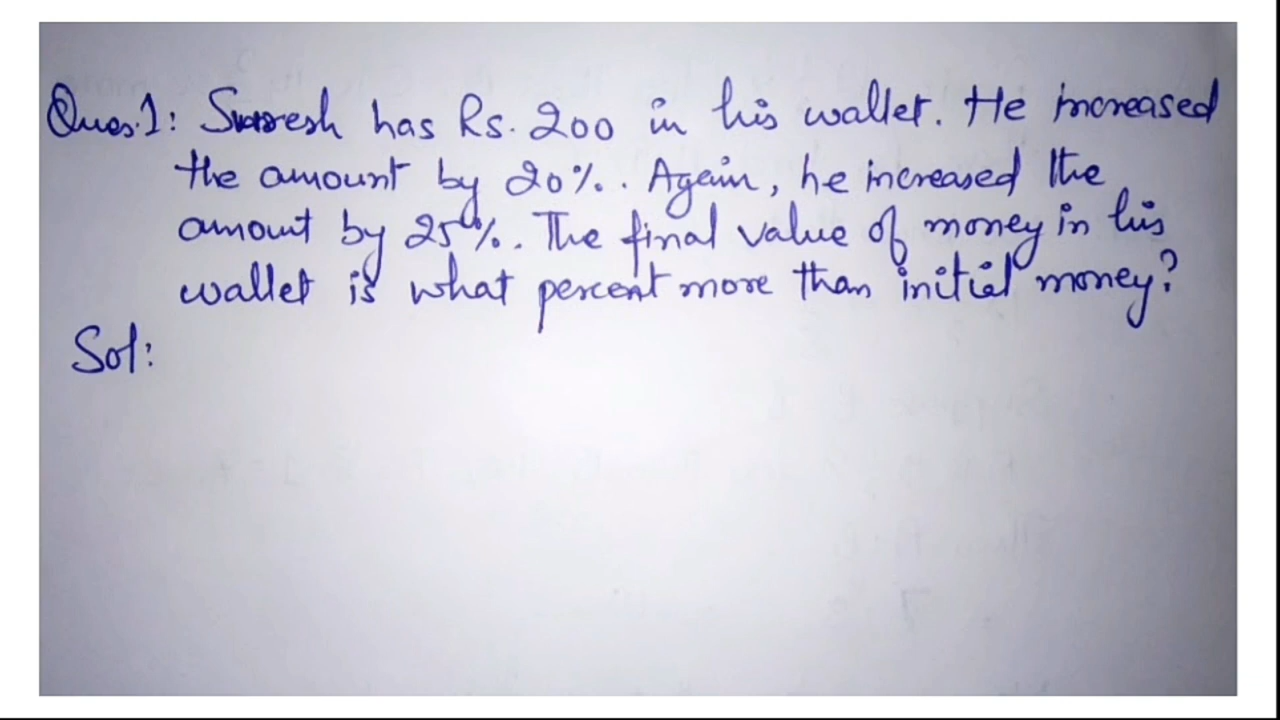 Ques.1: Suresh has Rs. 200 in his wallet. He increased
the amount by 20%. Again, he increased the
amount by 25%. The final value of money in his
wallet is what percent more than initial money?
Sol: